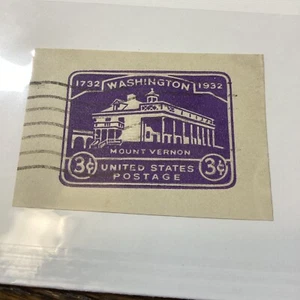 1732 WASHINGTON 1932
MOUNT VERNON
3¢ UNITED STATES 3¢
POSTAGE